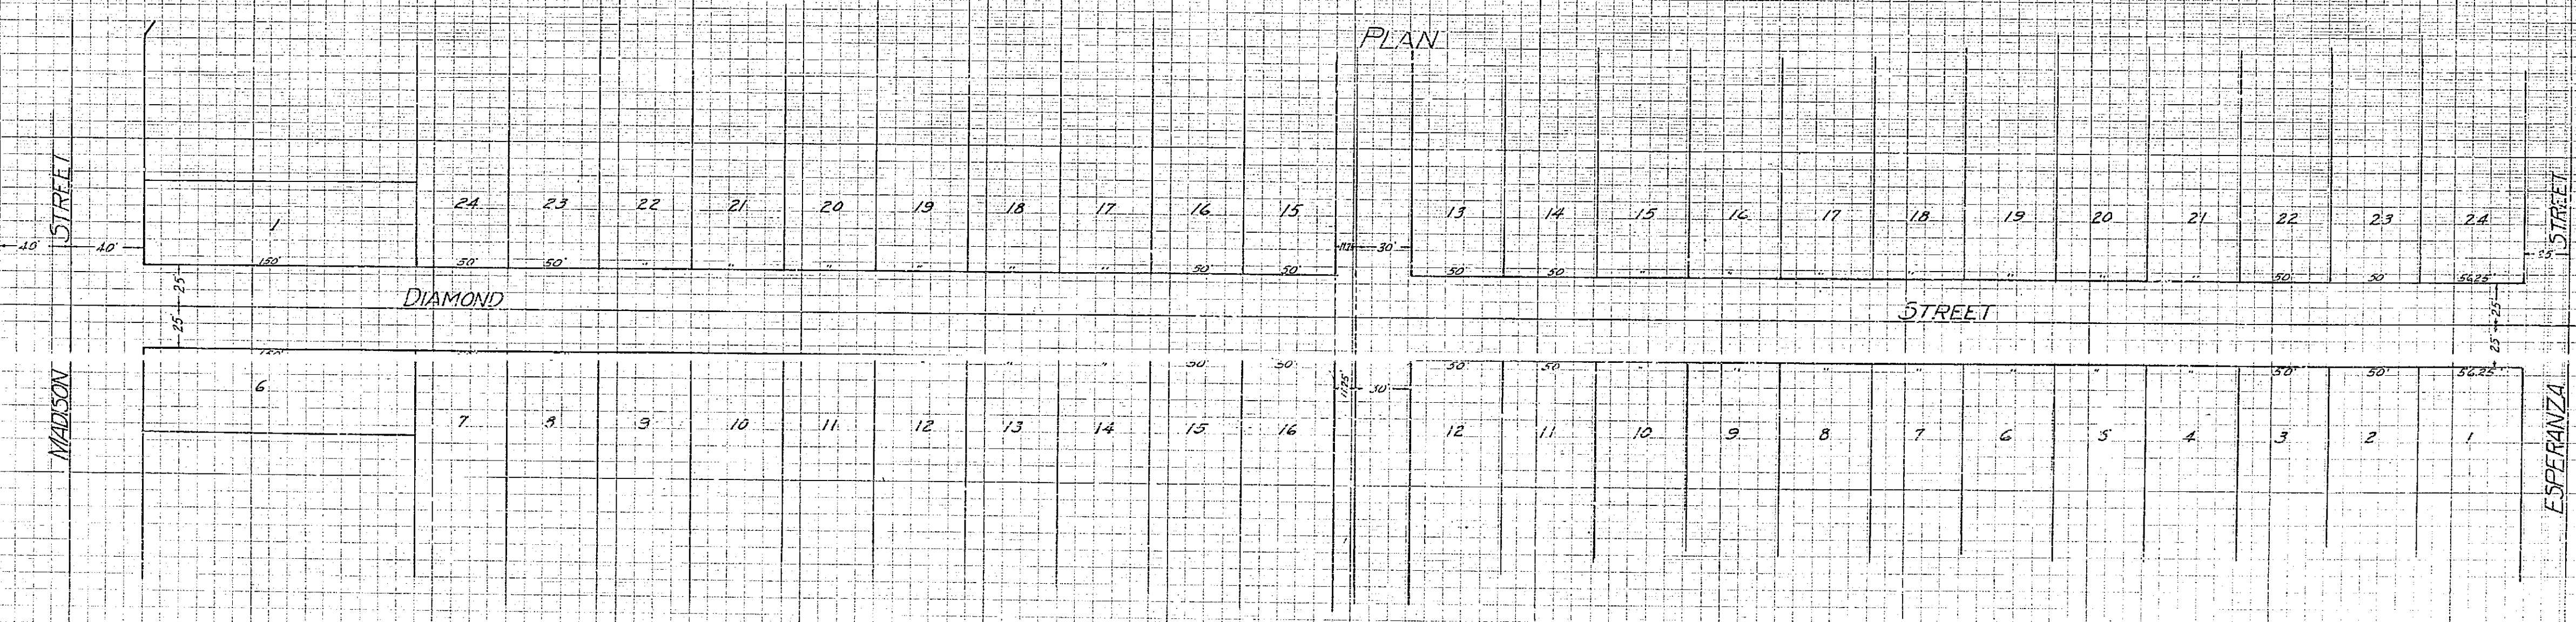 PLAN
24 23 22 21 20 19 18 17 16 15 13 14 15 16 17 18 19 20 21 22 23 24
1
STREET
STREET
40' 40' 30'
150' 50' 50' " " " " " " " 50' 50' 50' 50' " " " " " " " 50' 50' 56.25'
25' 25'
DIAMOND STREET
25' 25'
150' " " " 50' 50' 50' 50' " " " " " " " 50' 50' 56.25'
6
11.25' 30'
7 8 9 10 11 12 13 14 15 16 12 11 10 9 8 7 6 5 4 3 2 1
MADISON
ESPERANZA